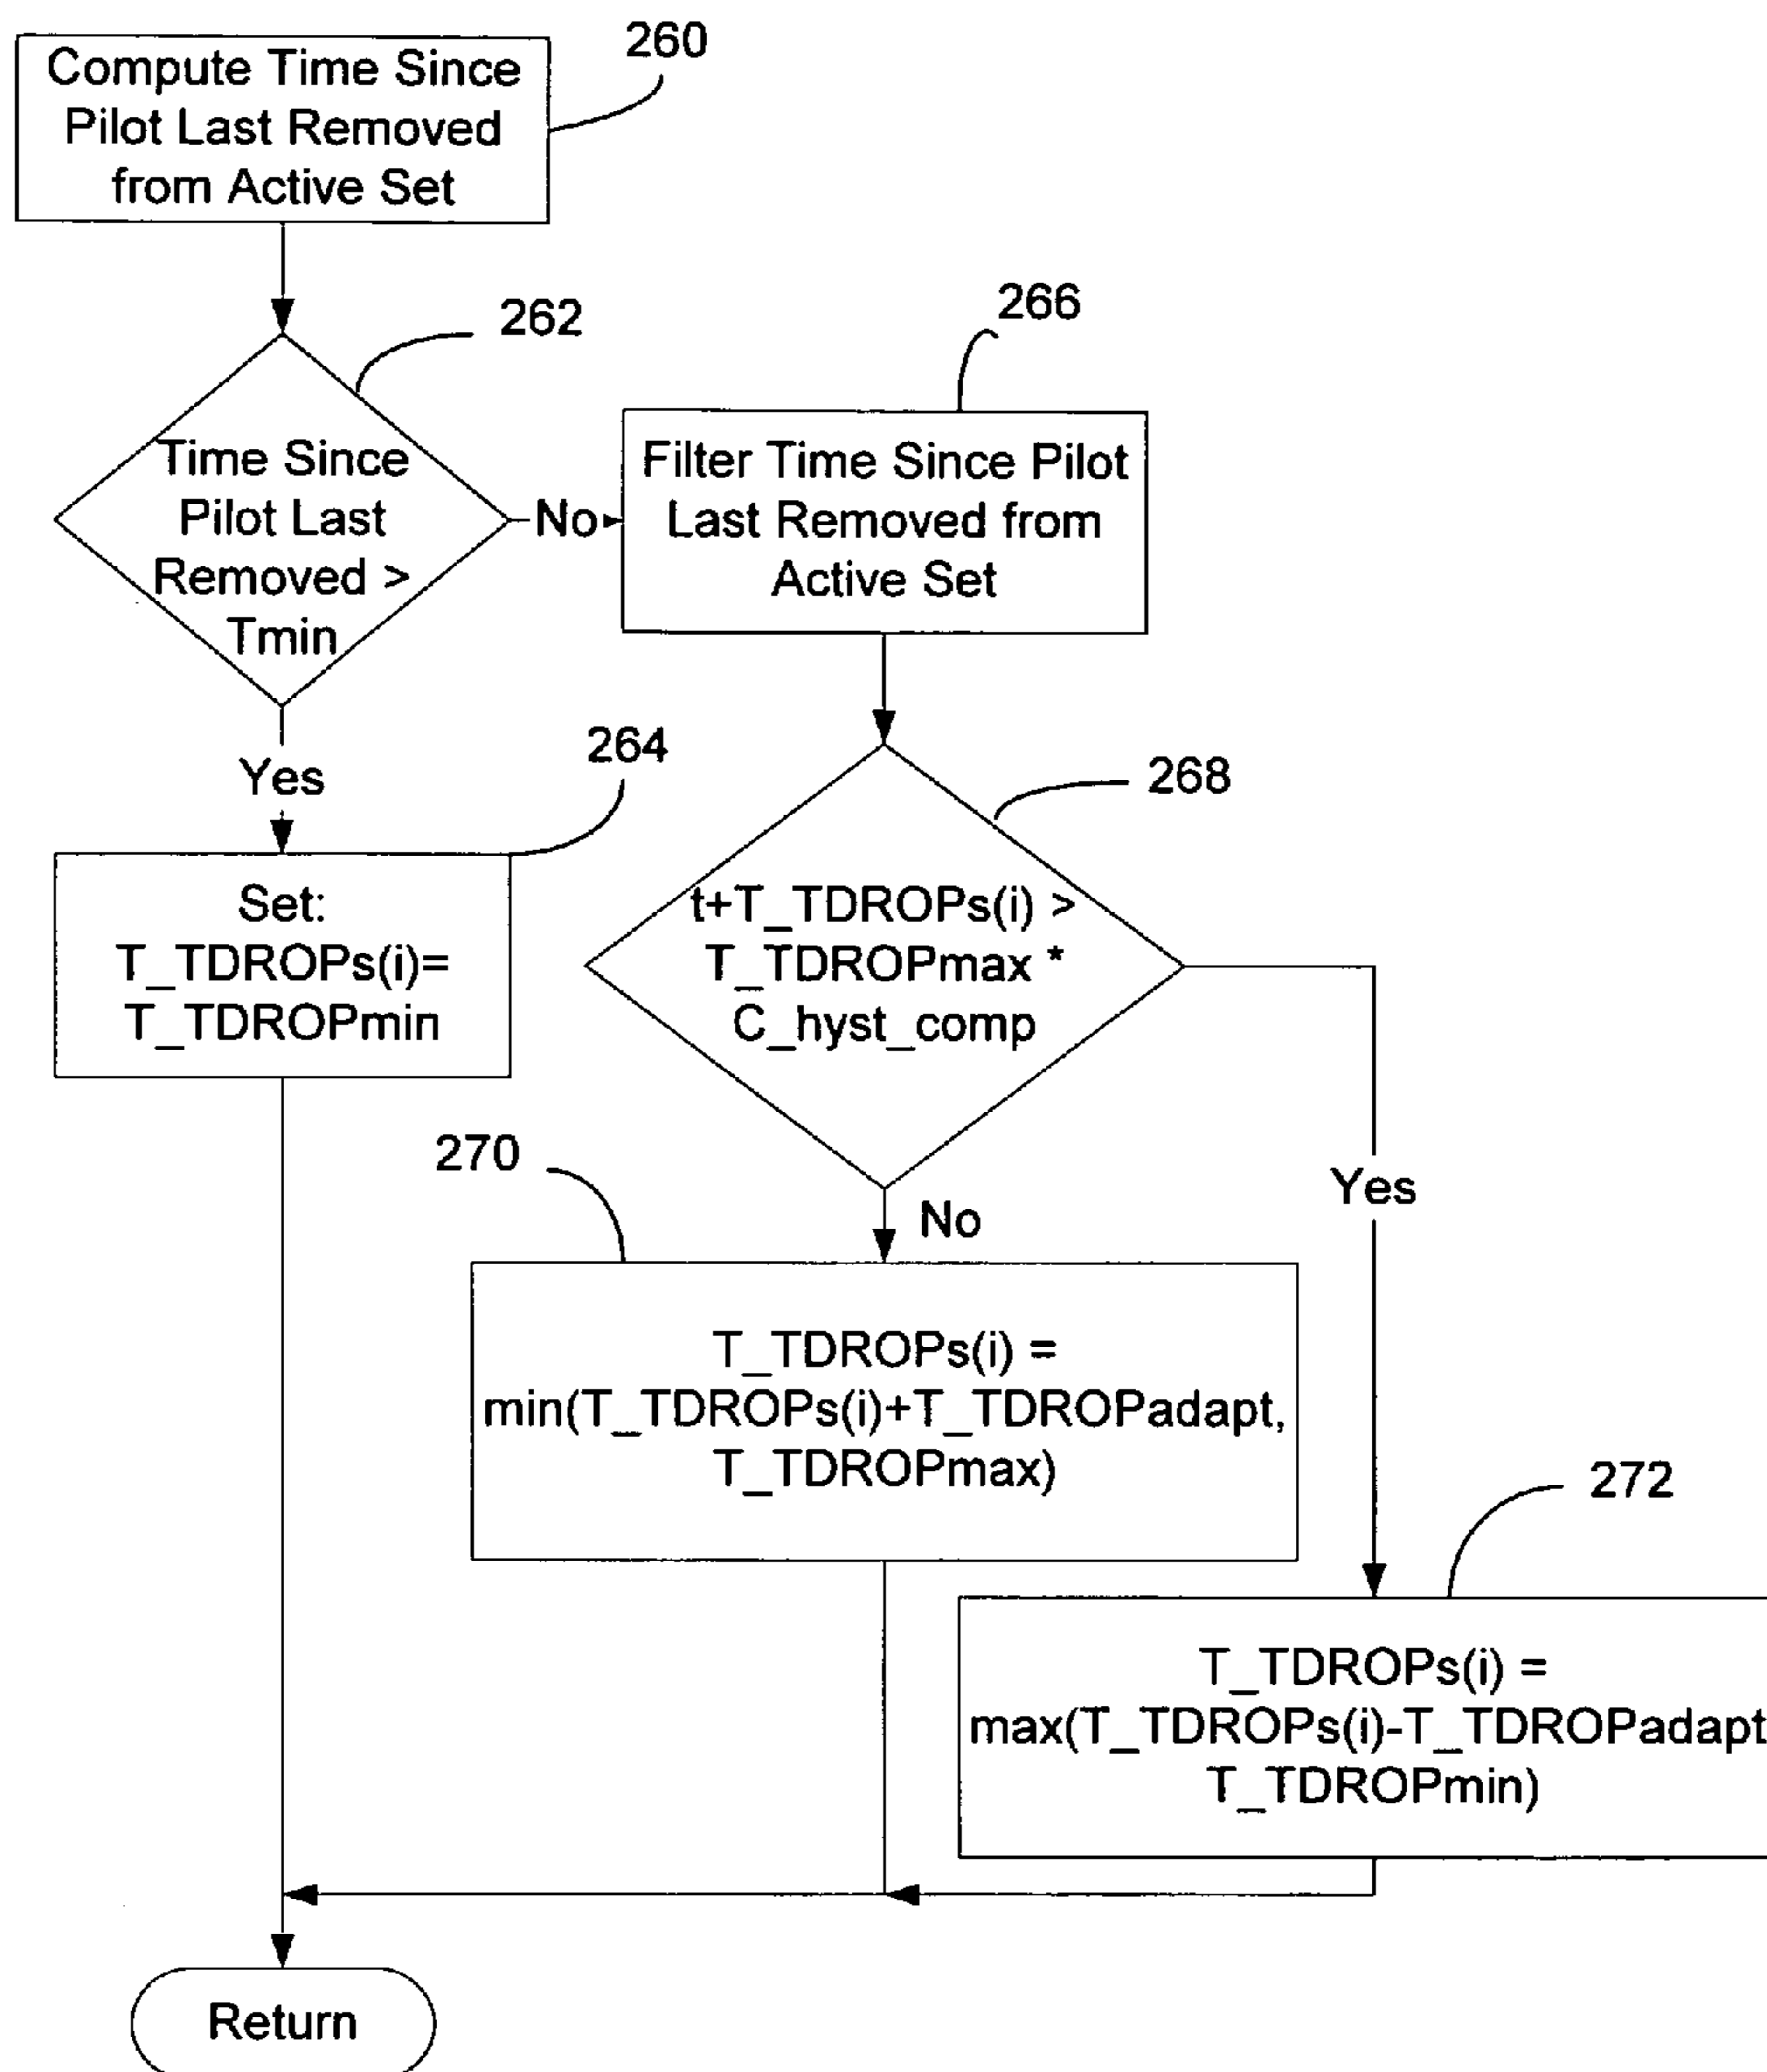 260
Compute Time Since
Pilot Last Removed
from Active Set
262
Time Since
Pilot Last
Removed >
Tmin
No
266
Filter Time Since Pilot
Last Removed from
Active Set
Yes
264
Set:
T_TDROPs(i)=
T_TDROPmin
268
t+T_TDROPs(i) >
T_TDROPmax *
C_hyst_comp
No
Yes
270
T_TDROPs(i) =
min(T_TDROPs(i)+T_TDROPadapt,
T_TDROPmax)
272
T_TDROPs(i) =
max(T_TDROPs(i)-T_TDROPadapt
T_TDROPmin)
Return